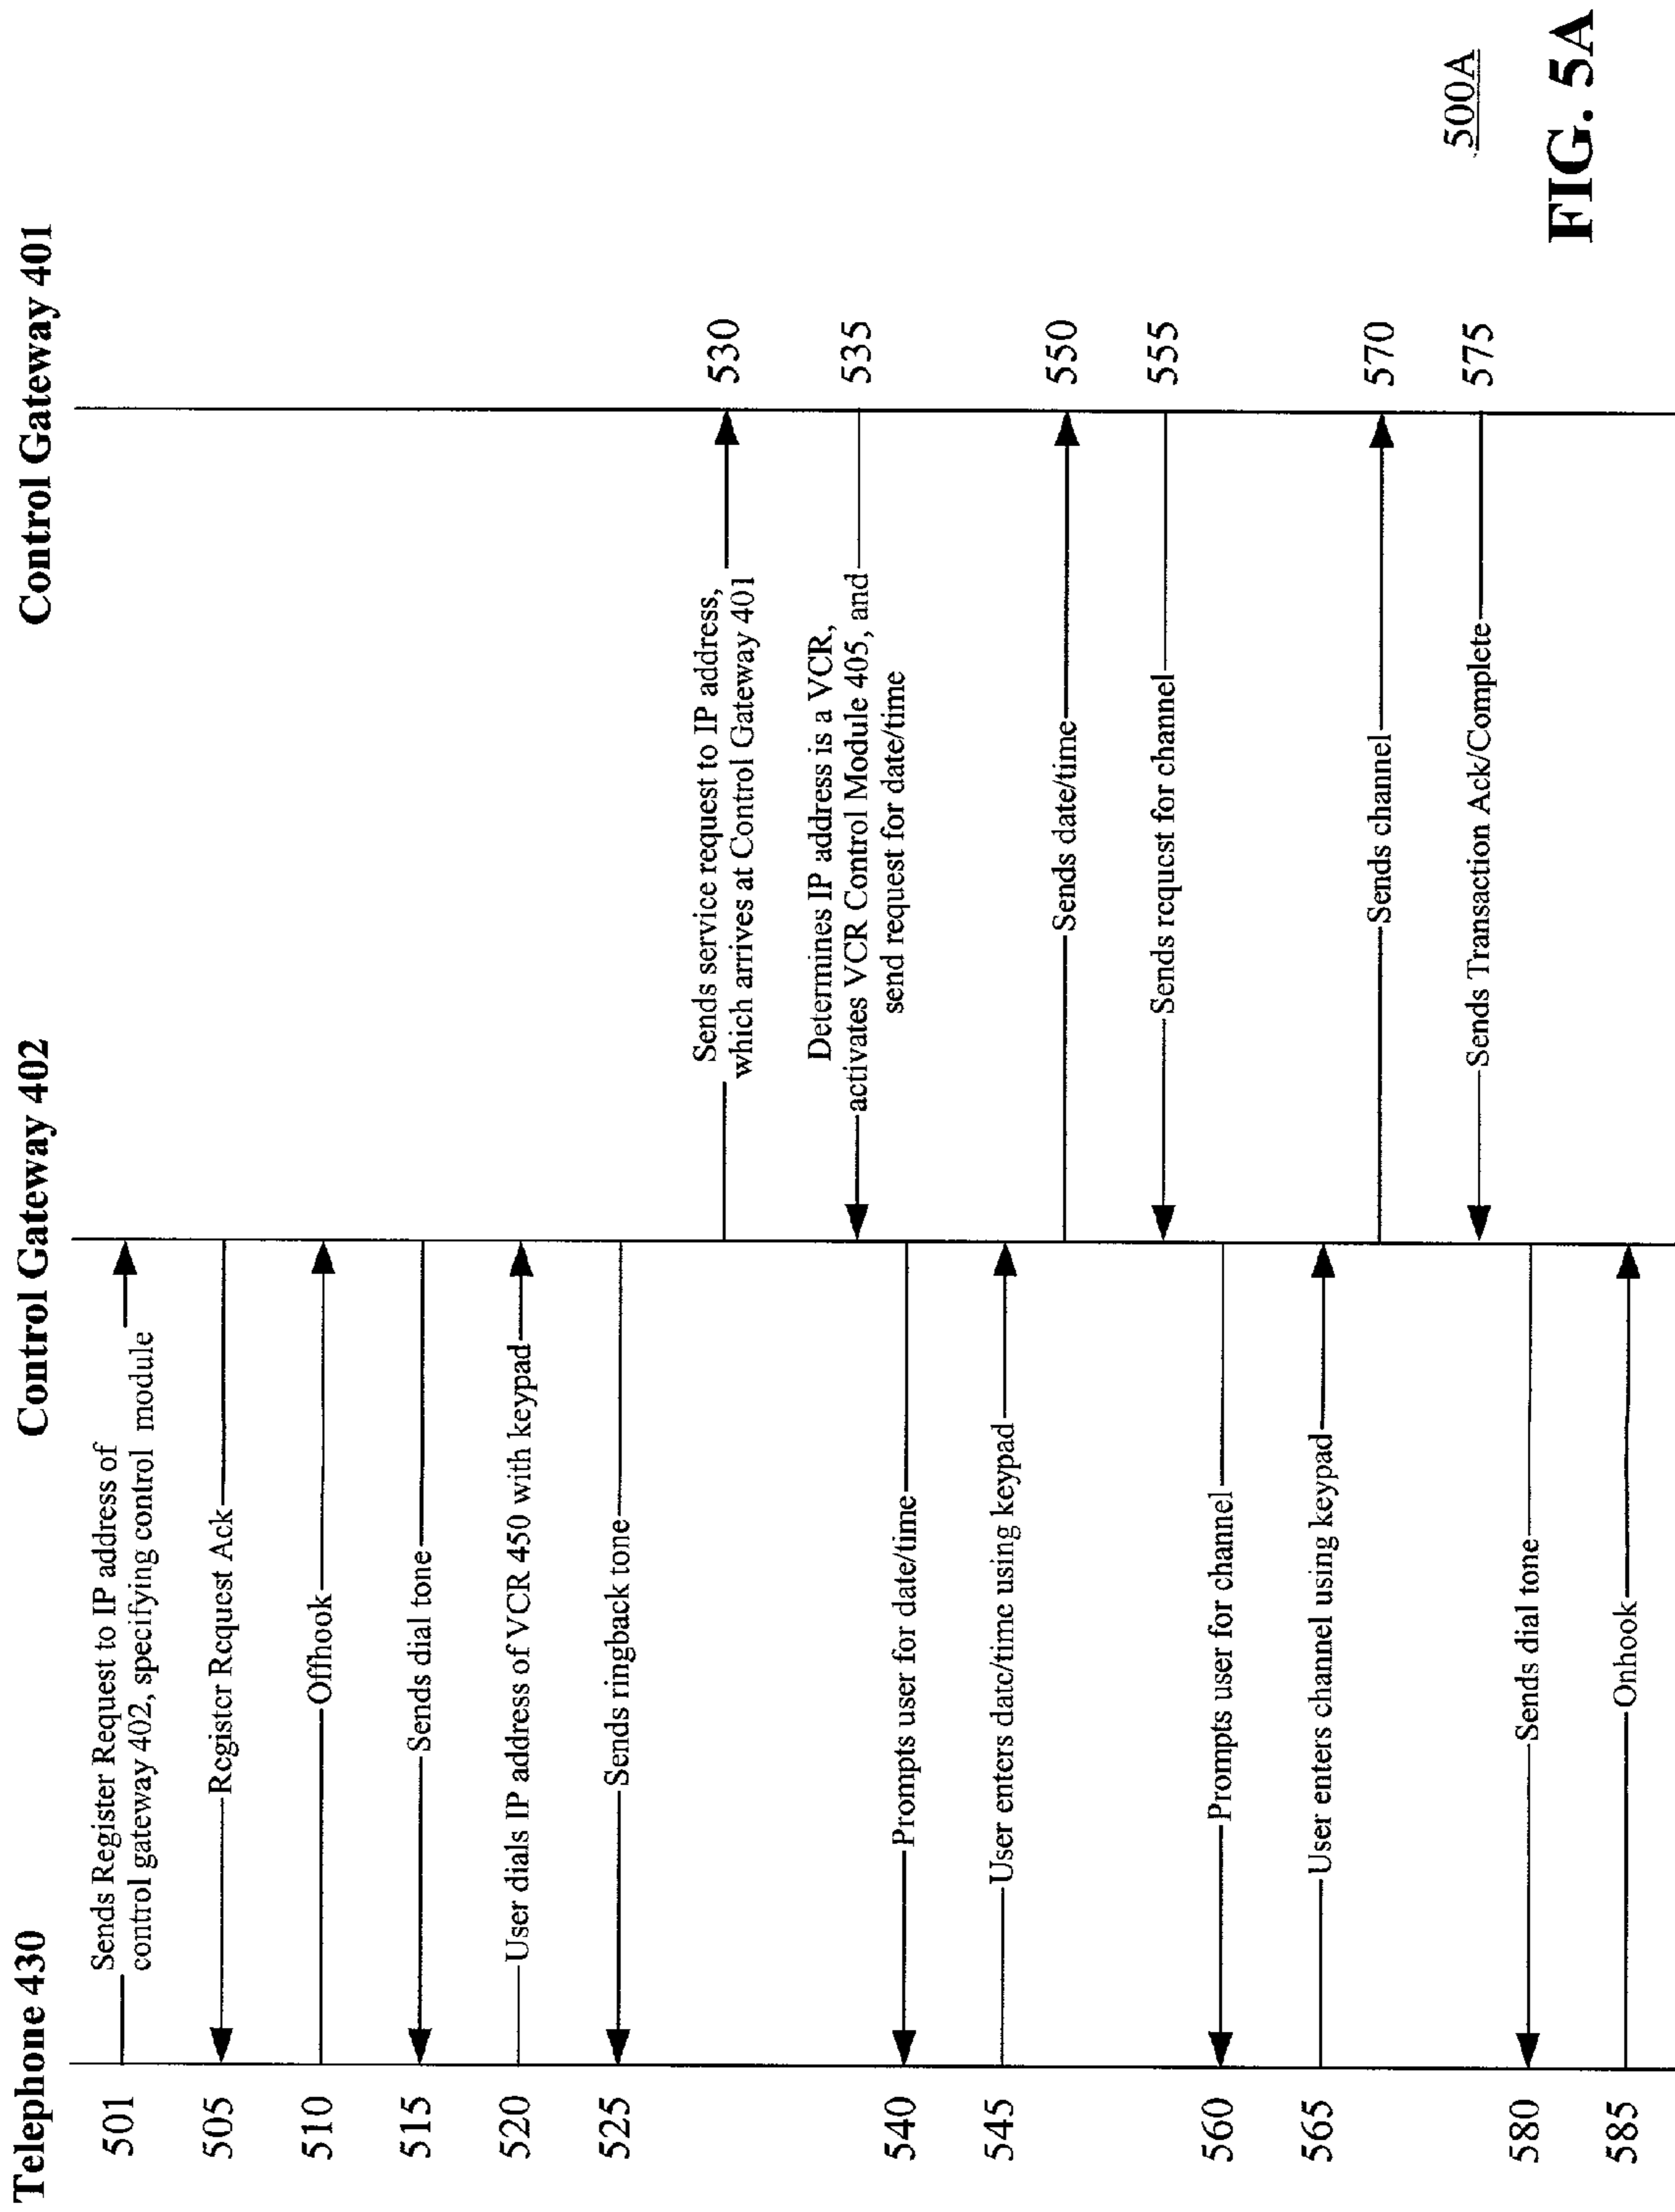 Telephone 430
Control Gateway 402
Control Gateway 401
501
Sends Register Request to IP address of
control gateway 402, specifying control module
505
Register Request Ack
510
Offhook
515
Sends dial tone
520
User dials IP address of VCR 450 with keypad
525
Sends ringback tone
Sends service request to IP address,
which arrives at Control Gateway 401
530
Determines IP address is a VCR,
activates VCR Control Module 405, and
send request for date/time
535
540
Prompts user for date/time
545
User enters date/time using keypad
Sends date/time
550
Sends request for channel
555
560
Prompts user for channel
565
User enters channel using keypad
Sends channel
570
Sends Transaction Ack/Complete
575
580
Sends dial tone
585
Onhook
500A
FIG. 5A